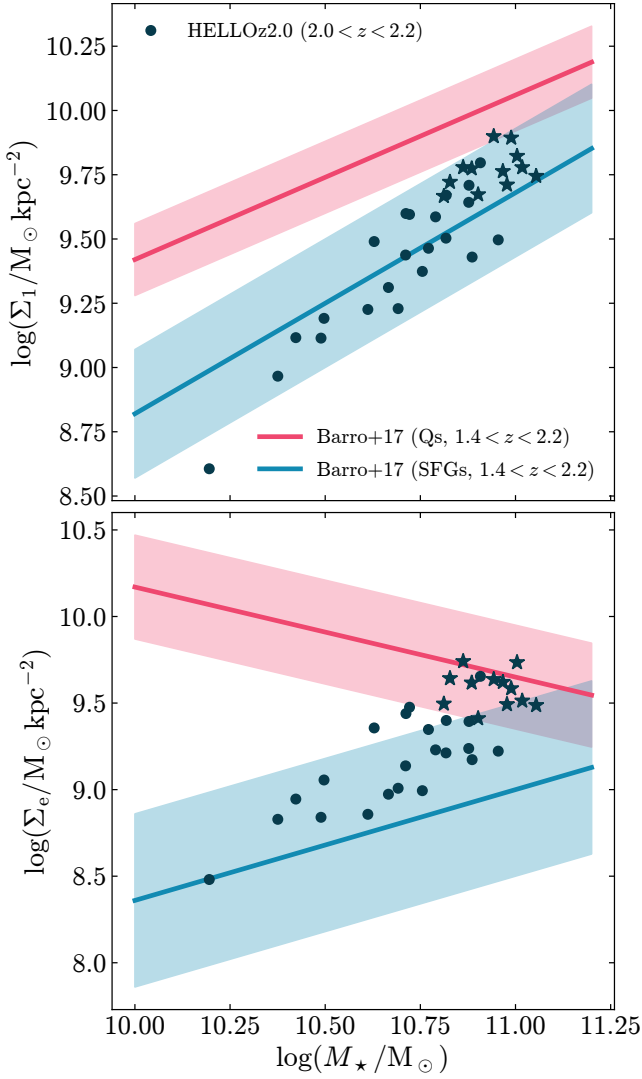 10.25
10.00
9.75
9.50
9.25
9.00
8.75
8.50
log(Σ₁/M⊙ kpc⁻²)
HELLOz2.0 (2.0 < z < 2.2)
Barro+17 (Qs, 1.4 < z < 2.2)
Barro+17 (SFGs, 1.4 < z < 2.2)
10.5
10.0
9.5
9.0
8.5
8.0
log(Σₑ/M⊙ kpc⁻²)
10.00 10.25 10.50 10.75 11.00 11.25
log(M⋆/M⊙)